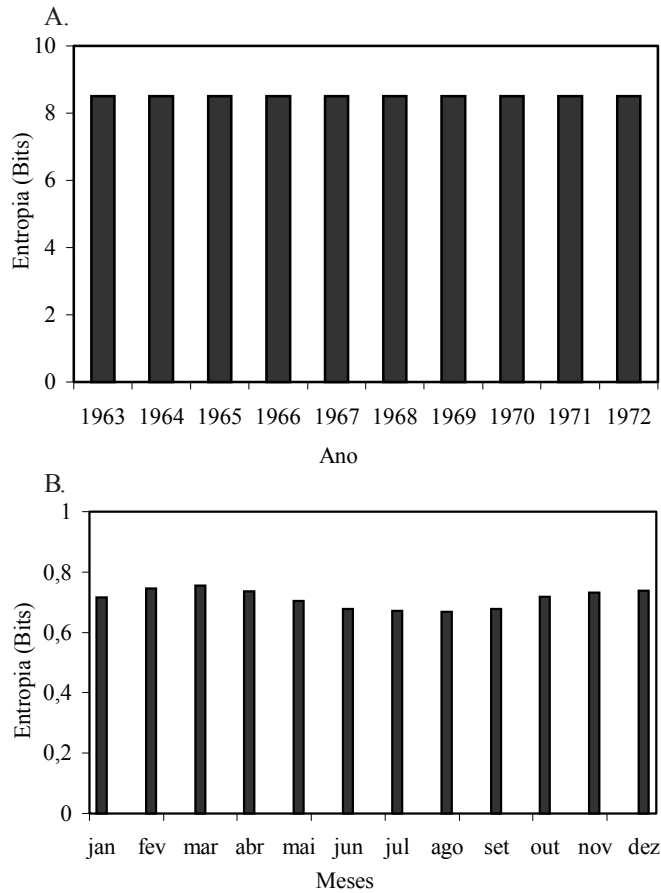 A.
10
8
6
4
2
0
Entropia (Bits)
1963 1964 1965 1966 1967 1968 1969 1970 1971 1972
Ano
B.
1
0,8
0,6
0,4
0,2
0
Entropia (Bits)
jan fev mar abr mai jun jul ago set out nov dez
Meses